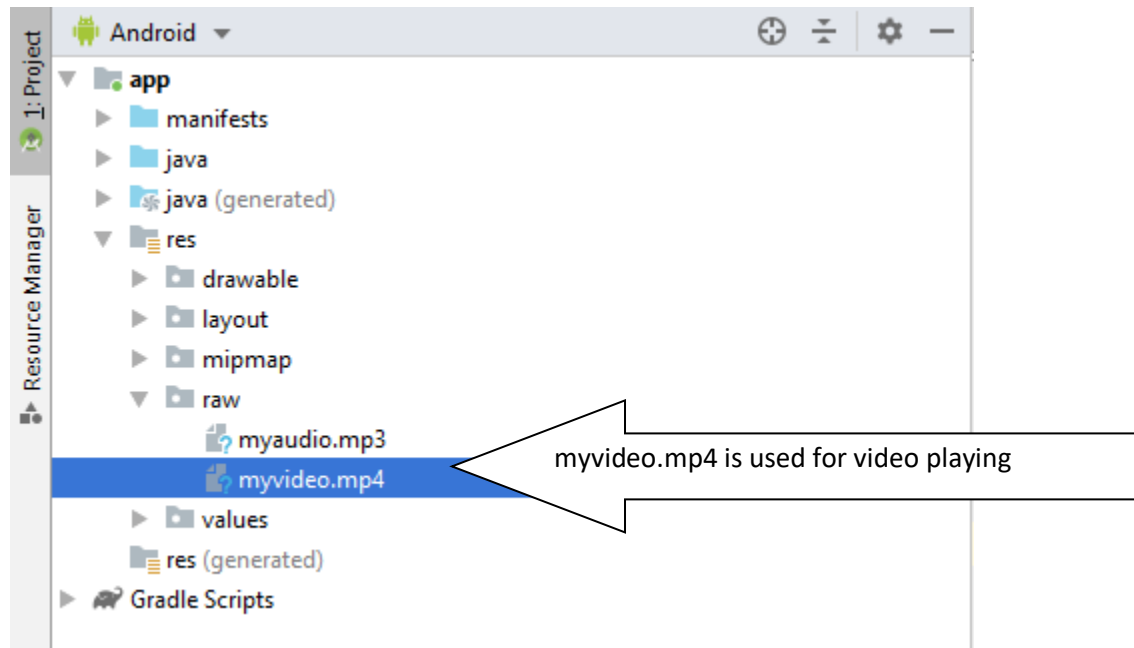 1: Project
Resource Manager
Android
app
manifests
java
java (generated)
res
drawable
layout
mipmap
raw
myaudio.mp3
myvideo.mp4
myvideo.mp4 is used for video playing
values
res (generated)
Gradle Scripts